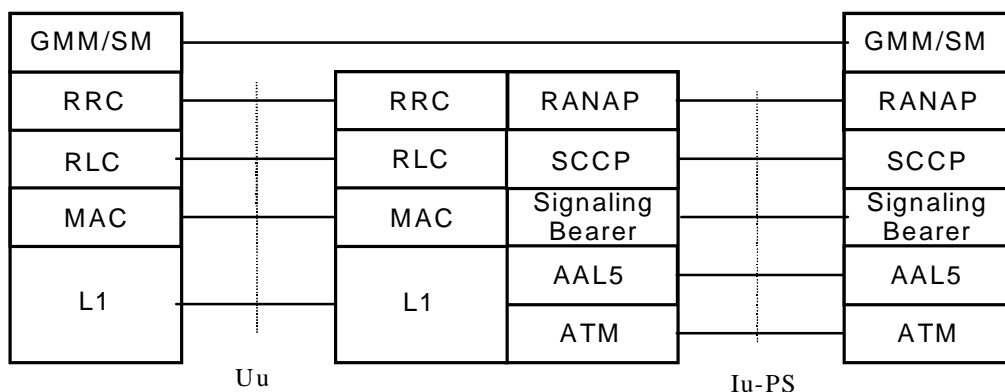 GMM/SM
GMM/SM
RRC
RRC
RANAP
RANAP
RLC
RLC
SCCP
SCCP
MAC
MAC
Signaling
Bearer
Signaling
Bearer
L1
L1
AAL5
AAL5
ATM
ATM
Uu
Iu-PS